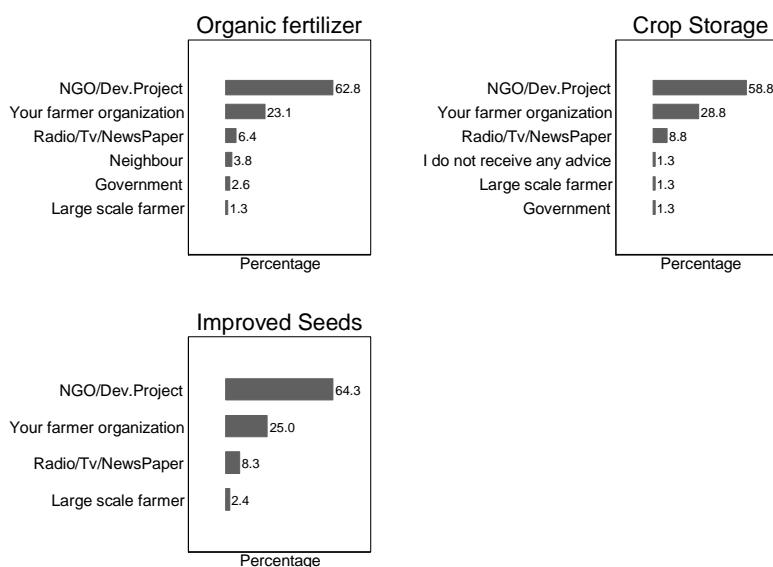 Organic fertilizer
NGO/Dev.Project 62.8
Your farmer organization 23.1
Radio/Tv/NewsPaper 6.4
Neighbour 3.8
Government 2.6
Large scale farmer 1.3
Percentage
Crop Storage
NGO/Dev.Project 58.8
Your farmer organization 28.8
Radio/Tv/NewsPaper 8.8
I do not receive any advice 1.3
Large scale farmer 1.3
Government 1.3
Percentage
Improved Seeds
NGO/Dev.Project 64.3
Your farmer organization 25.0
Radio/Tv/NewsPaper 8.3
Large scale farmer 2.4
Percentage